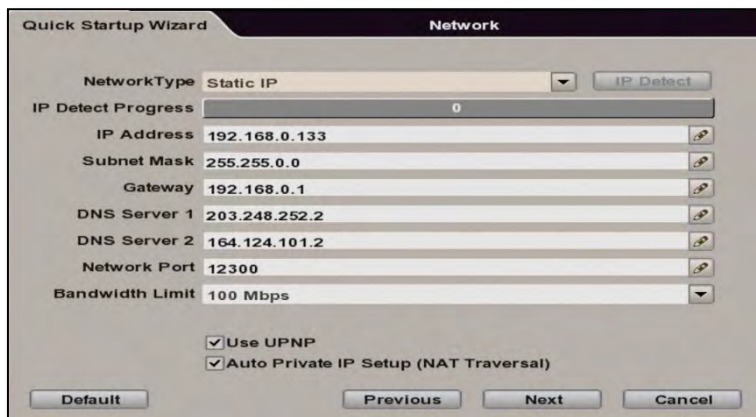 Quick Startup Wizard Network
NetworkType Static IP IP Detect
IP Detect Progress 0
IP Address 192.168.0.133
Subnet Mask 255.255.0.0
Gateway 192.168.0.1
DNS Server 1 203.248.252.2
DNS Server 2 164.124.101.2
Network Port 12300
Bandwidth Limit 100 Mbps
Use UPNP
Auto Private IP Setup (NAT Traversal)
Default Previous Next Cancel